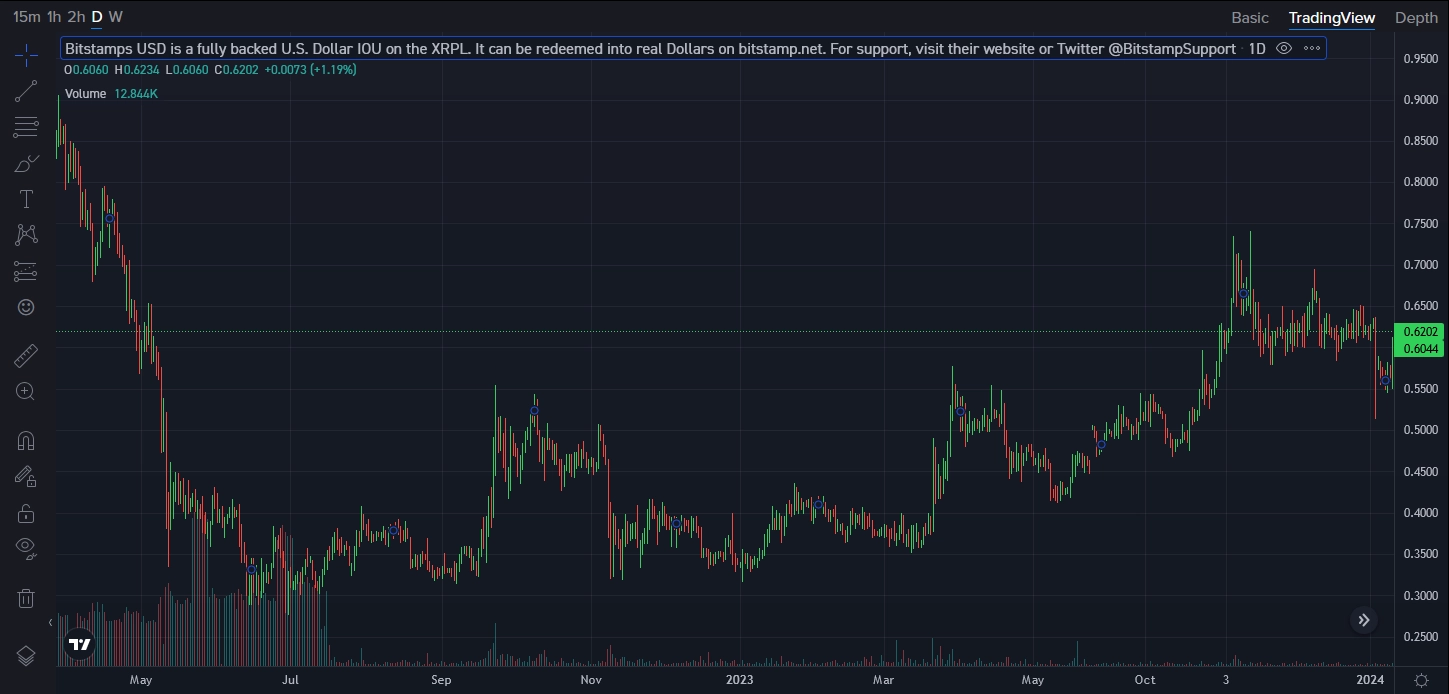 15m 1h 2h D W
Basic TradingView Depth
Bitstamps USD is a fully backed U.S. Dollar IOU on the XRPL. It can be redeemed into real Dollars on bitstamp.net. For support, visit their website or Twitter @BitstampSupport · 1D
O0.6060 H0.6234 L0.6060 C0.6202 +0.0073 (+1.19%)
Volume 12.844K
0.9500
0.9000
0.8500
0.8000
0.7500
0.7000
0.6500
0.6202
0.6044
0.5500
0.5000
0.4500
0.4000
0.3500
0.3000
0.2500
May Jul Sep Nov 2023 Mar May Oct 3 2024